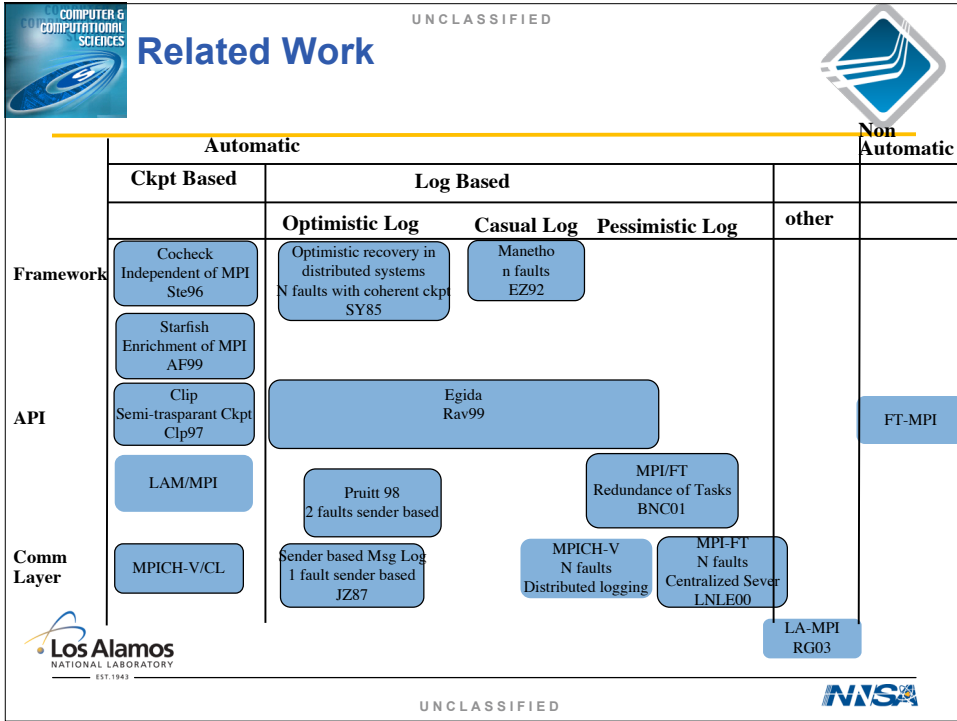 UNCLASSIFIED
COMPUTER &
COMPUTATIONAL
SCIENCES
Related Work
Automatic
Non
Automatic
Ckpt Based
Log Based
Optimistic Log
Casual Log
Pessimistic Log
other
Framework
Cocheck
Independent of MPI
Ste96
Optimistic recovery in
distributed systems
N faults with coherent ckpt
SY85
Manetho
n faults
EZ92
Starfish
Enrichment of MPI
AF99
API
Clip
Semi-trasparant Ckpt
Clp97
Egida
Rav99
FT-MPI
LAM/MPI
Pruitt 98
2 faults sender based
MPI/FT
Redundance of Tasks
BNC01
Comm
Layer
MPICH-V/CL
Sender based Msg Log
1 fault sender based
JZ87
MPICH-V
N faults
Distributed logging
MPI-FT
N faults
Centralized Sever
LNLE00
LA-MPI
RG03
Los Alamos
NATIONAL LABORATORY
EST.1943
UNCLASSIFIED
NNSA